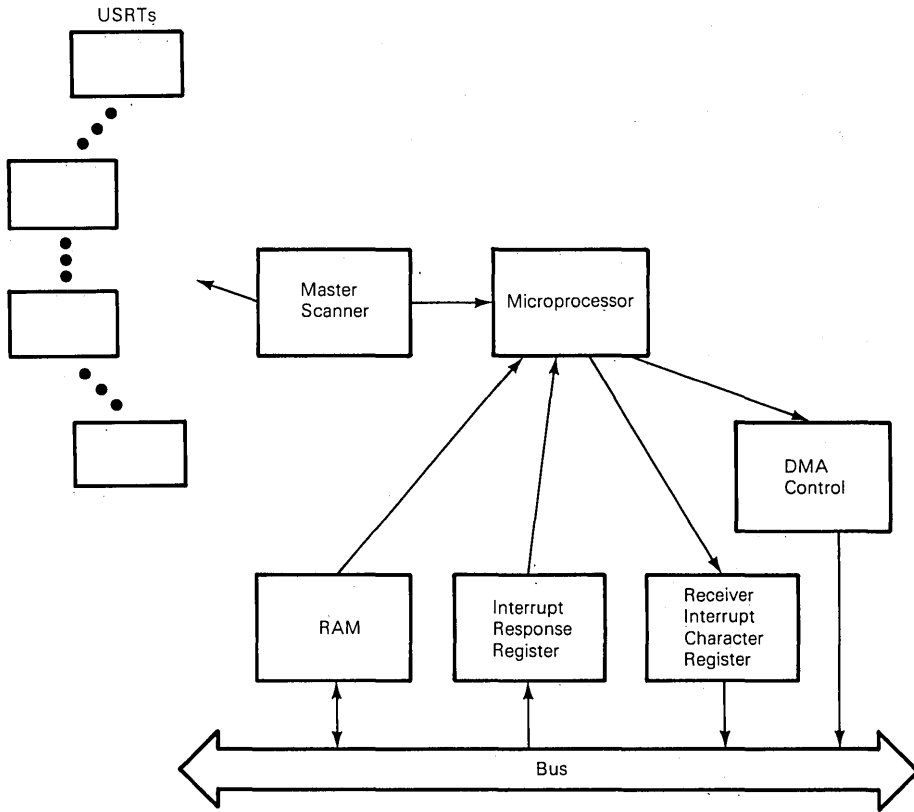 USRTs
Master
Scanner
Microprocessor
DMA
Control
RAM
Interrupt
Response
Register
Receiver
Interrupt
Character
Register
Bus